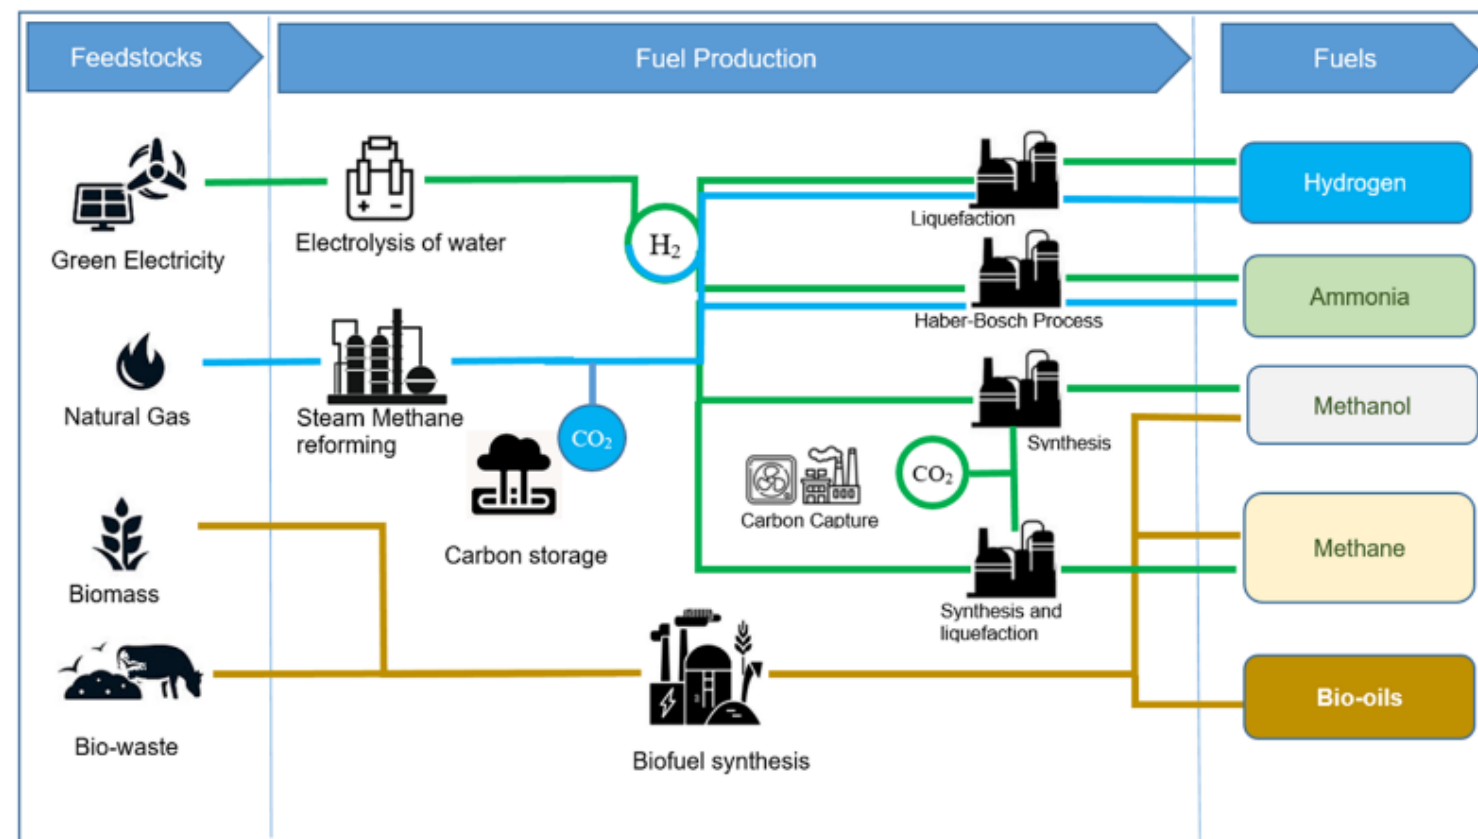 Feedstocks
Fuel Production
Fuels
Green Electricity
Electrolysis of water
H₂
Liquefaction
Hydrogen
Haber-Bosch Process
Ammonia
Natural Gas
Steam Methane
reforming
CO₂
Carbon storage
Synthesis
Methanol
Carbon Capture
CO₂
Biomass
Synthesis and
liquefaction
Methane
Bio-waste
Biofuel synthesis
Bio-oils